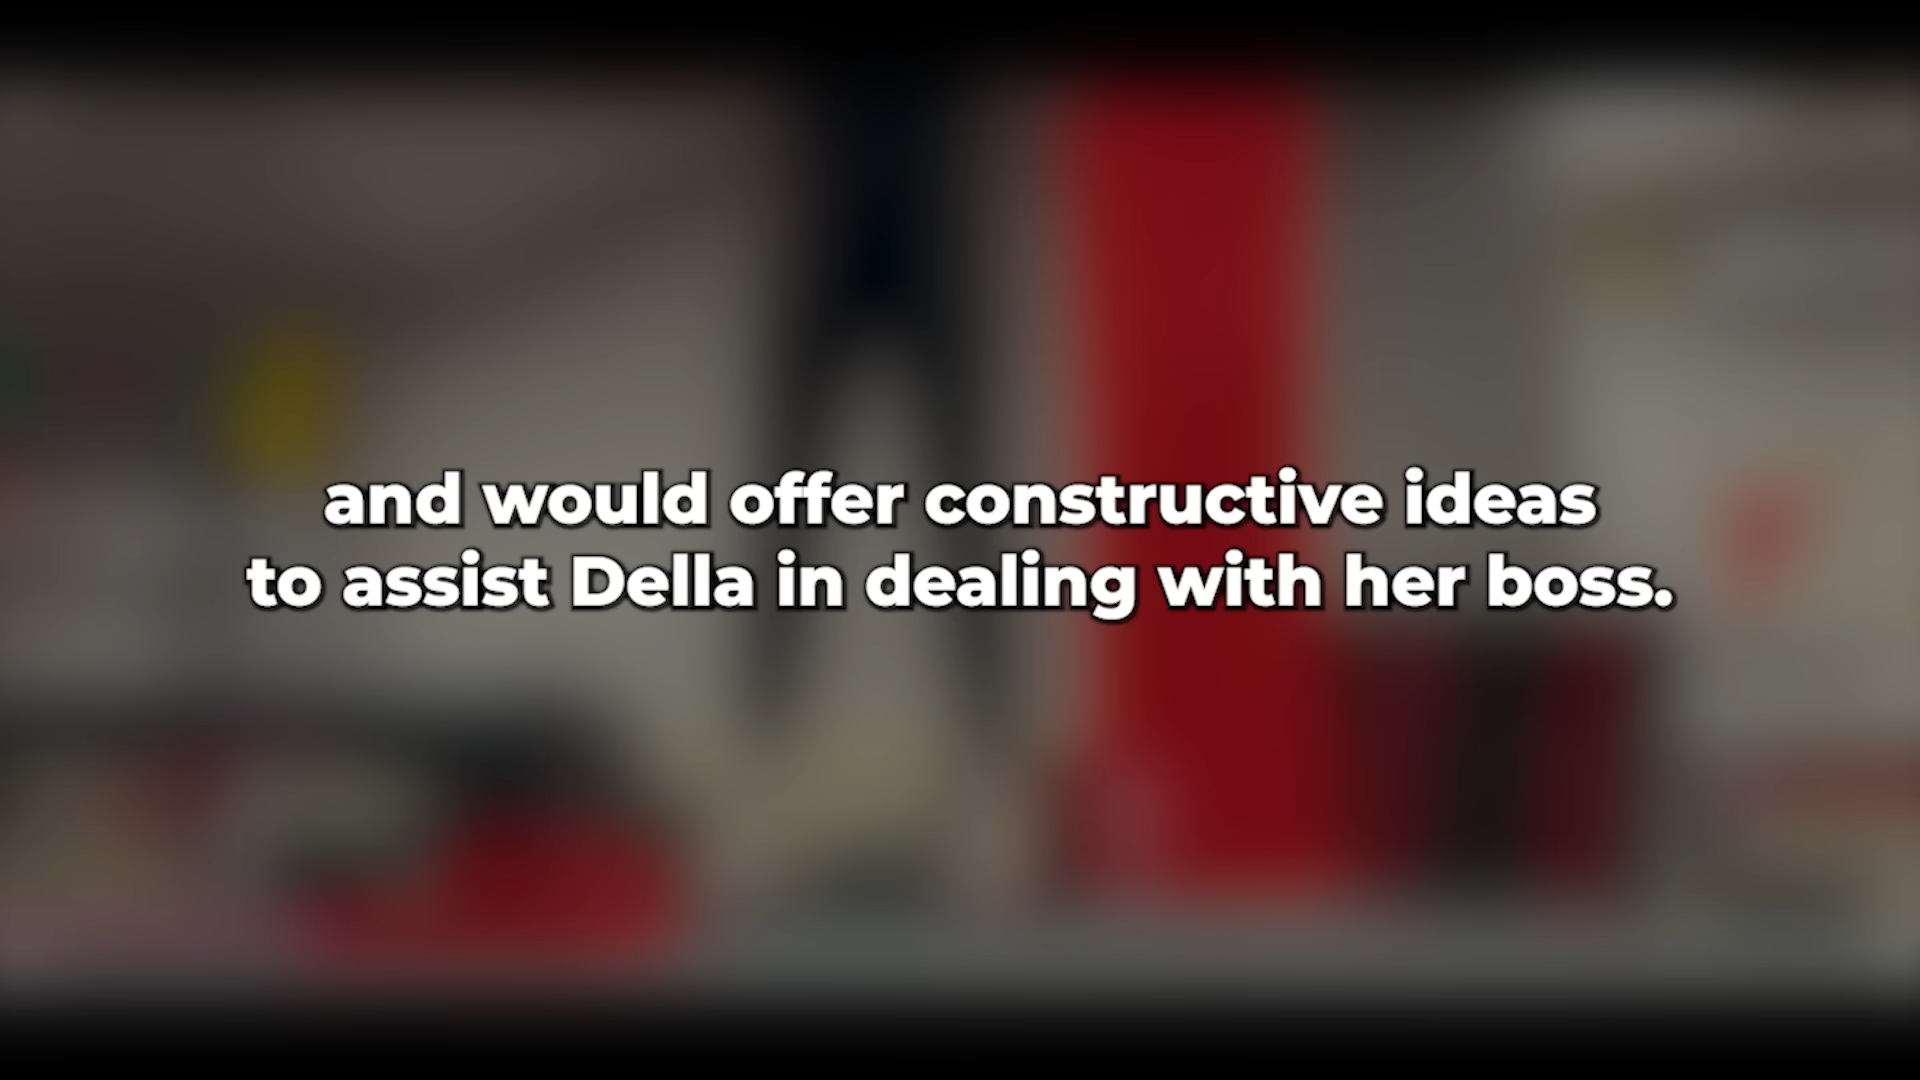 and would offer constructive ideas
to assist Della in dealing with her boss.